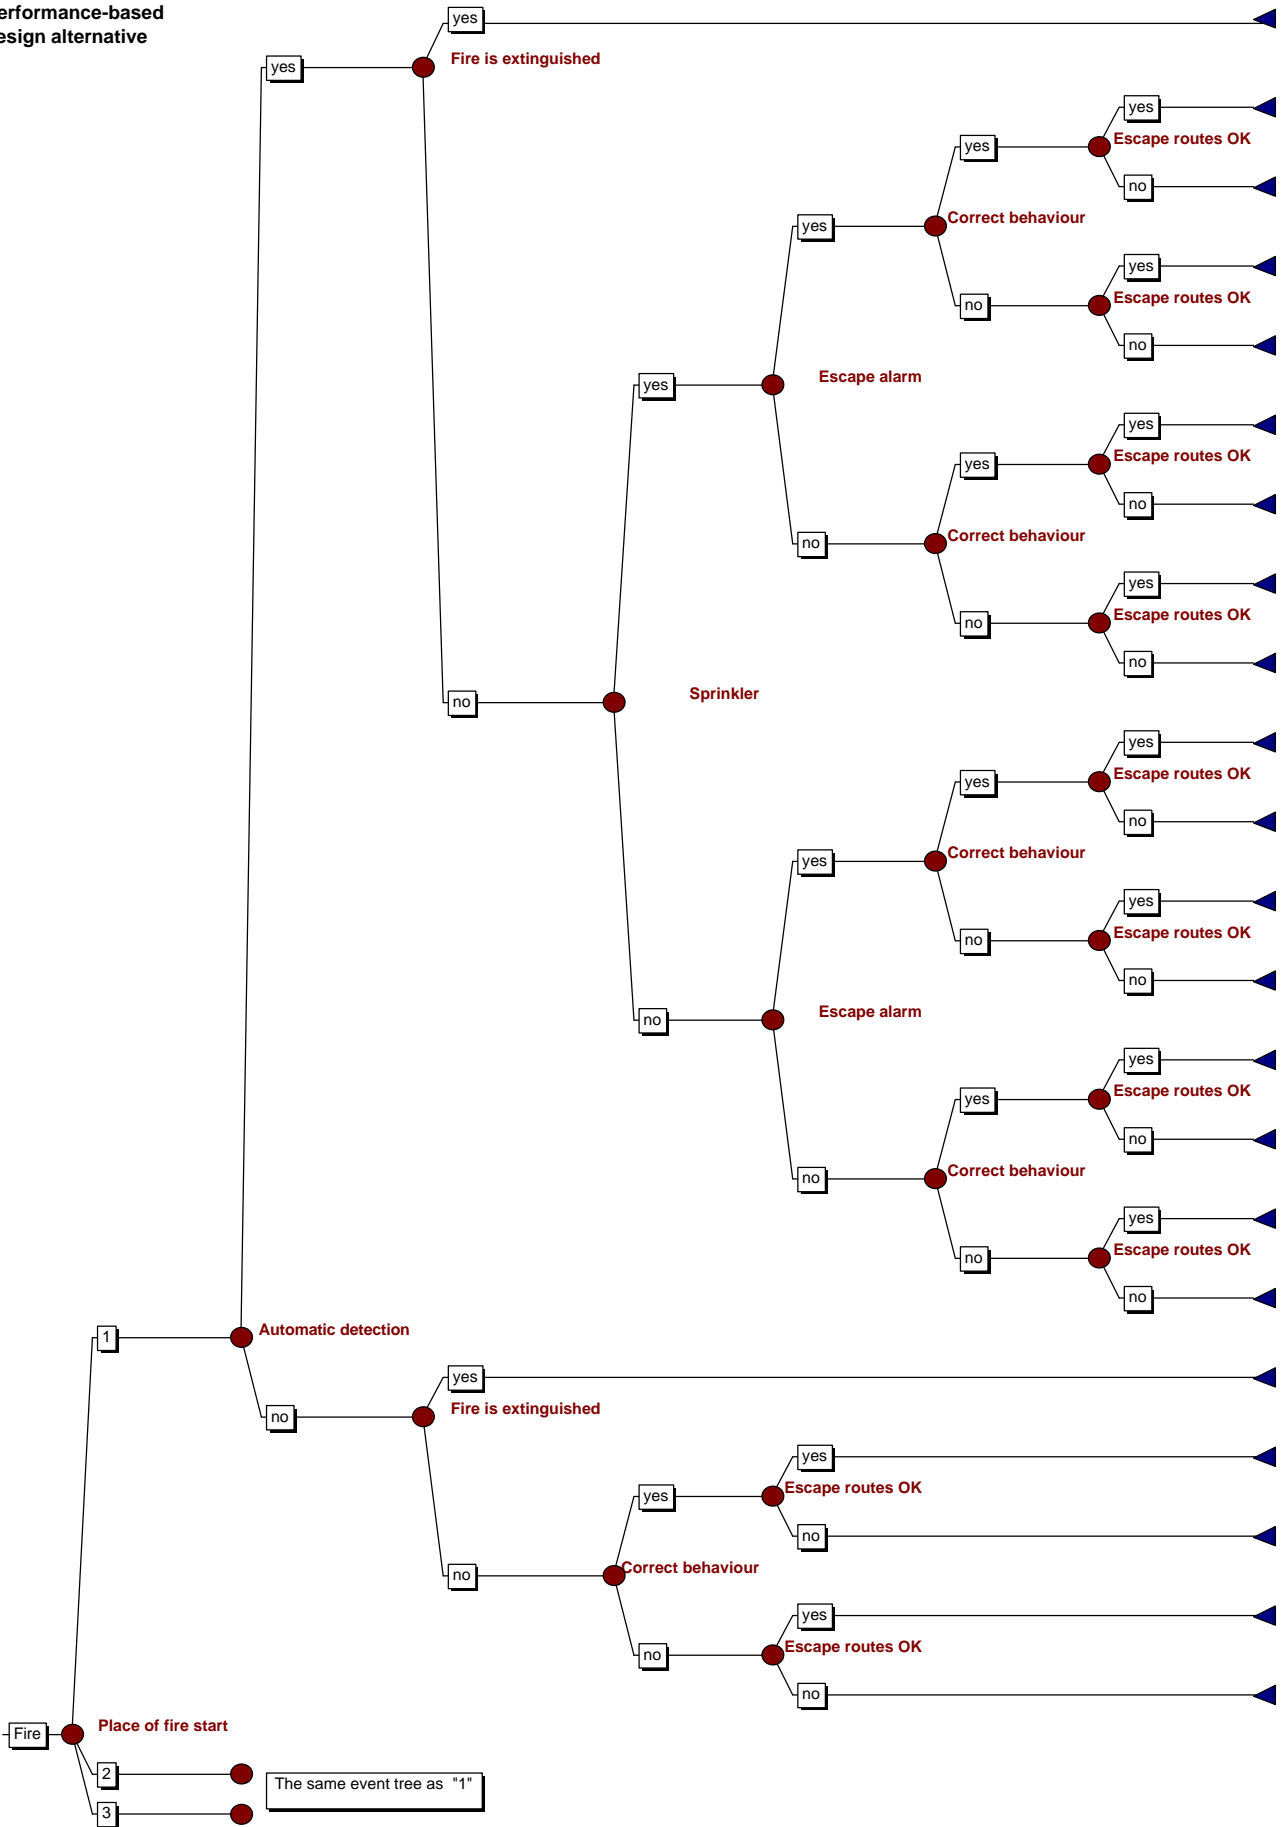 erformance-based
esign alternative
yes
yes
Fire is extinguished
yes
yes
Escape routes OK
no
yes
Correct behaviour
yes
no
Escape routes OK
no
yes
Escape alarm
yes
yes
Escape routes OK
no
no
Correct behaviour
yes
no
Escape routes OK
no
no
Sprinkler
yes
yes
Escape routes OK
no
yes
Correct behaviour
yes
no
Escape routes OK
no
no
Escape alarm
yes
yes
Escape routes OK
no
no
Correct behaviour
yes
no
Escape routes OK
no
1
Automatic detection
yes
no
Fire is extinguished
yes
yes
Escape routes OK
no
no
Correct behaviour
yes
no
Escape routes OK
no
Fire
Place of fire start
2
The same event tree as "1"
3